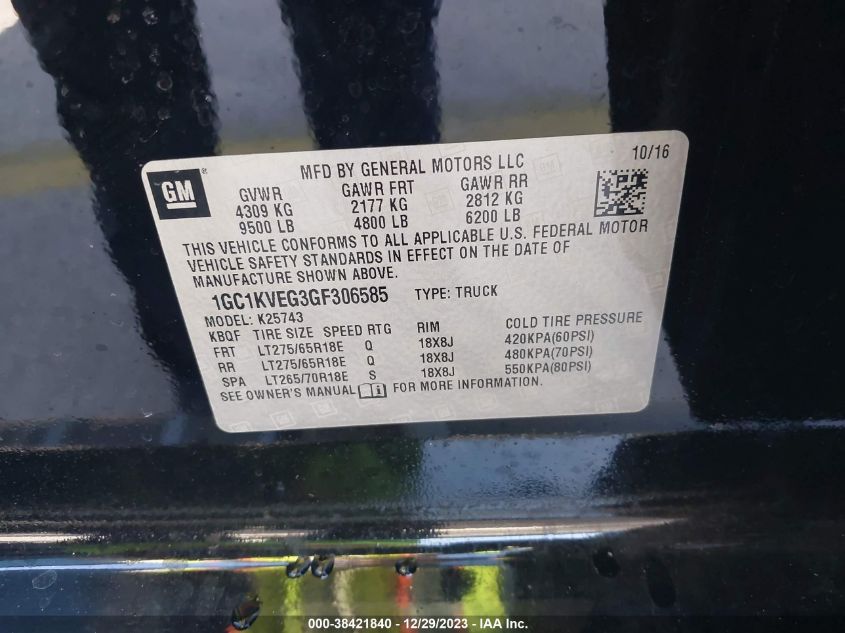 GM
MFD BY GENERAL MOTORS LLC
10/16
GVWR GAWR FRT GAWR RR
4309 KG 2177 KG 2812 KG
9500 LB 4800 LB 6200 LB
THIS VEHICLE CONFORMS TO ALL APPLICABLE U.S. FEDERAL MOTOR
VEHICLE SAFETY STANDARDS IN EFFECT ON THE DATE OF
MANUFACTURE SHOWN ABOVE.
1GC1KVEG3GF306585 TYPE: TRUCK
MODEL: K25743
KBQF TIRE SIZE SPEED RTG RIM COLD TIRE PRESSURE
FRT LT275/65R18E Q 18X8J 420KPA(60PSI)
RR LT275/65R18E Q 18X8J 480KPA(70PSI)
SPA LT265/70R18E S 18X8J 550KPA(80PSI)
SEE OWNER'S MANUAL FOR MORE INFORMATION.
000-38421840 - 12/29/2023 - IAA Inc.